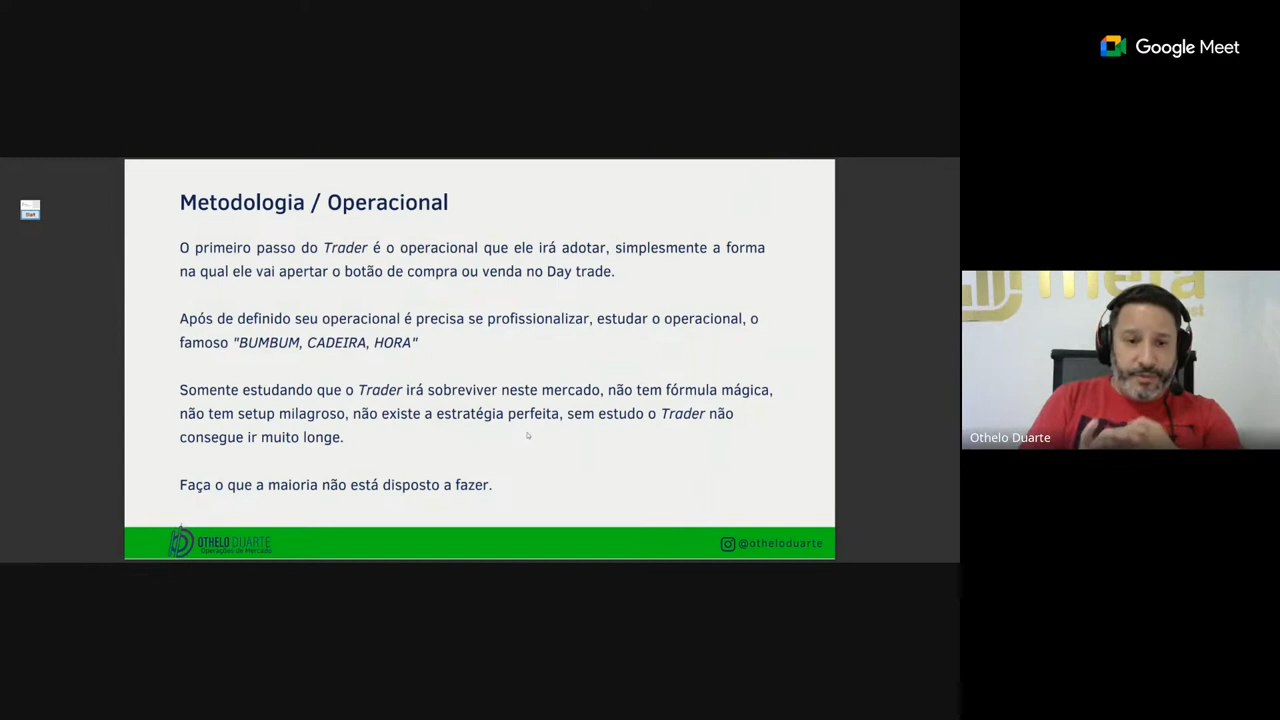 Google Meet
Metodologia / Operacional
O primeiro passo do Trader é o operacional que ele irá adotar, simplesmente a forma
na qual ele vai apertar o botão de compra ou venda no Day trade.
Após de definido seu operacional é precisa se profissionalizar, estudar o operacional, o
famoso "BUMBUM, CADEIRA, HORA"
Somente estudando que o Trader irá sobreviver neste mercado, não tem fórmula mágica,
não tem setup milagroso, não existe a estratégia perfeita, sem estudo o Trader não
consegue ir muito longe.
Faça o que a maioria não está disposto a fazer.
OTHELO DUARTE
Operações de Mercado
@otheloduarte
Othelo Duarte